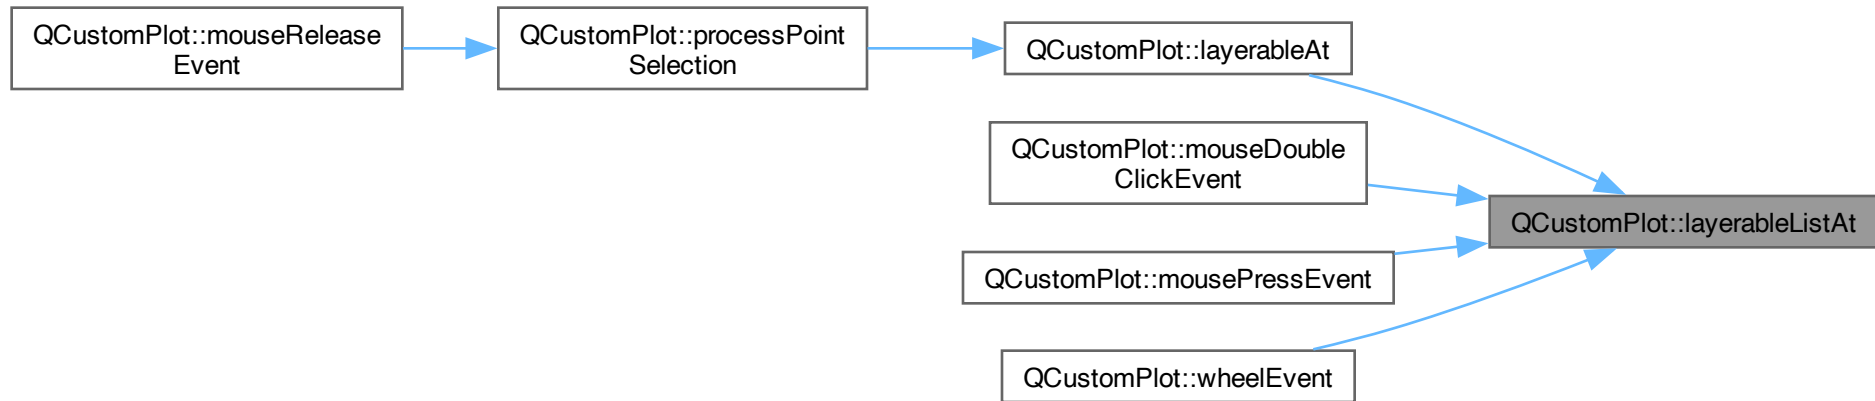 QCustomPlot::mouseRelease
Event
QCustomPlot::processPoint
Selection
QCustomPlot::layerableAt
QCustomPlot::mouseDouble
ClickEvent
QCustomPlot::layerableListAt
QCustomPlot::mousePressEvent
QCustomPlot::wheelEvent